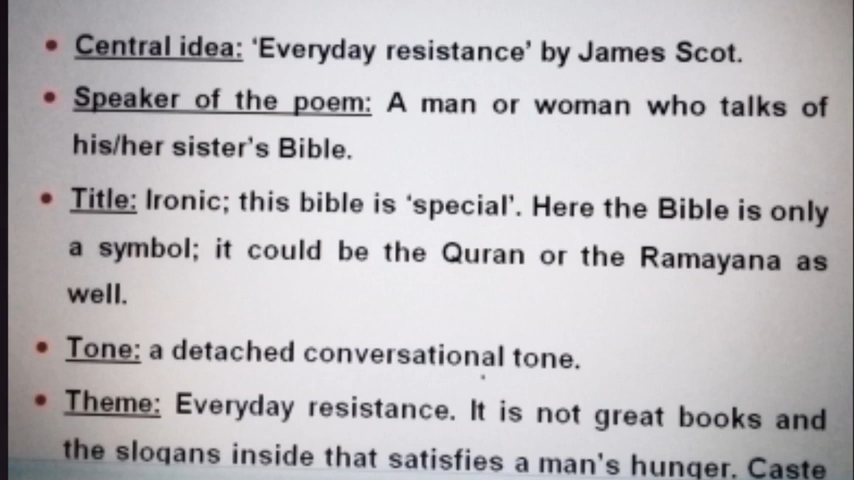 • Central idea: ‘Everyday resistance’ by James Scot.
• Speaker of the poem: A man or woman who talks of
his/her sister’s Bible.
• Title: Ironic; this bible is ‘special’. Here the Bible is only
a symbol; it could be the Quran or the Ramayana as
well.
• Tone: a detached conversational tone.
• Theme: Everyday resistance. It is not great books and
the slogans inside that satisfies a man’s hunger. Caste